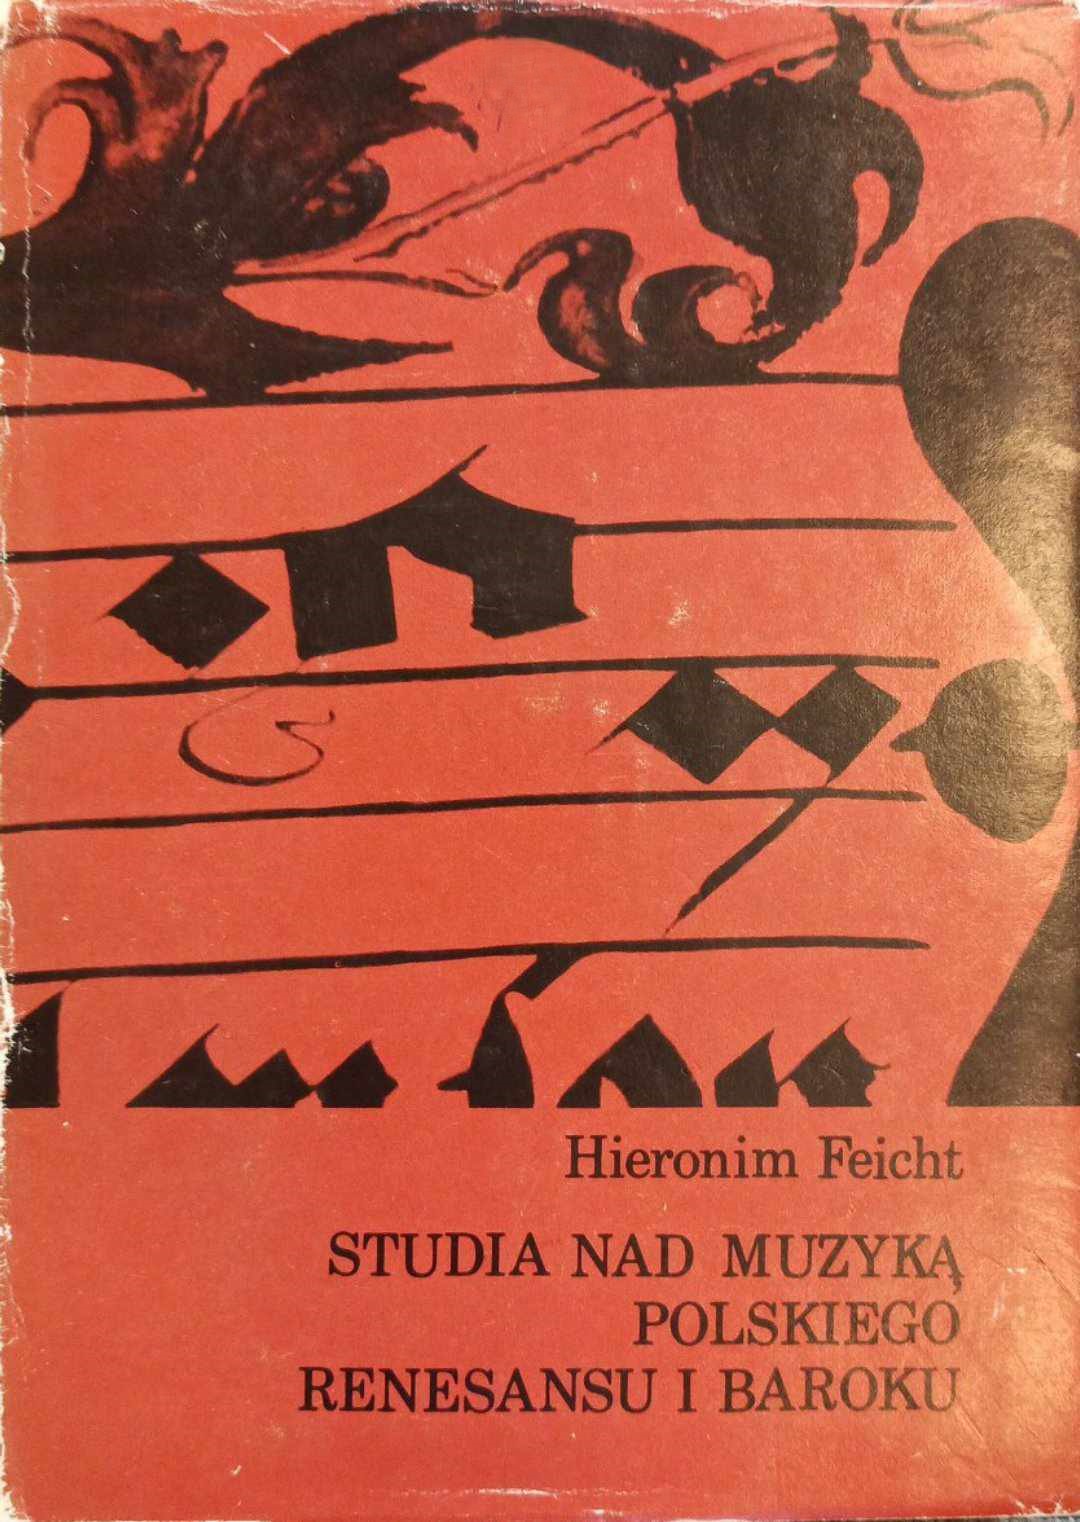 Hieronim Feicht
STUDIA NAD MUZYKĄ
POLSKIEGO
RENESANSU I BAROKU